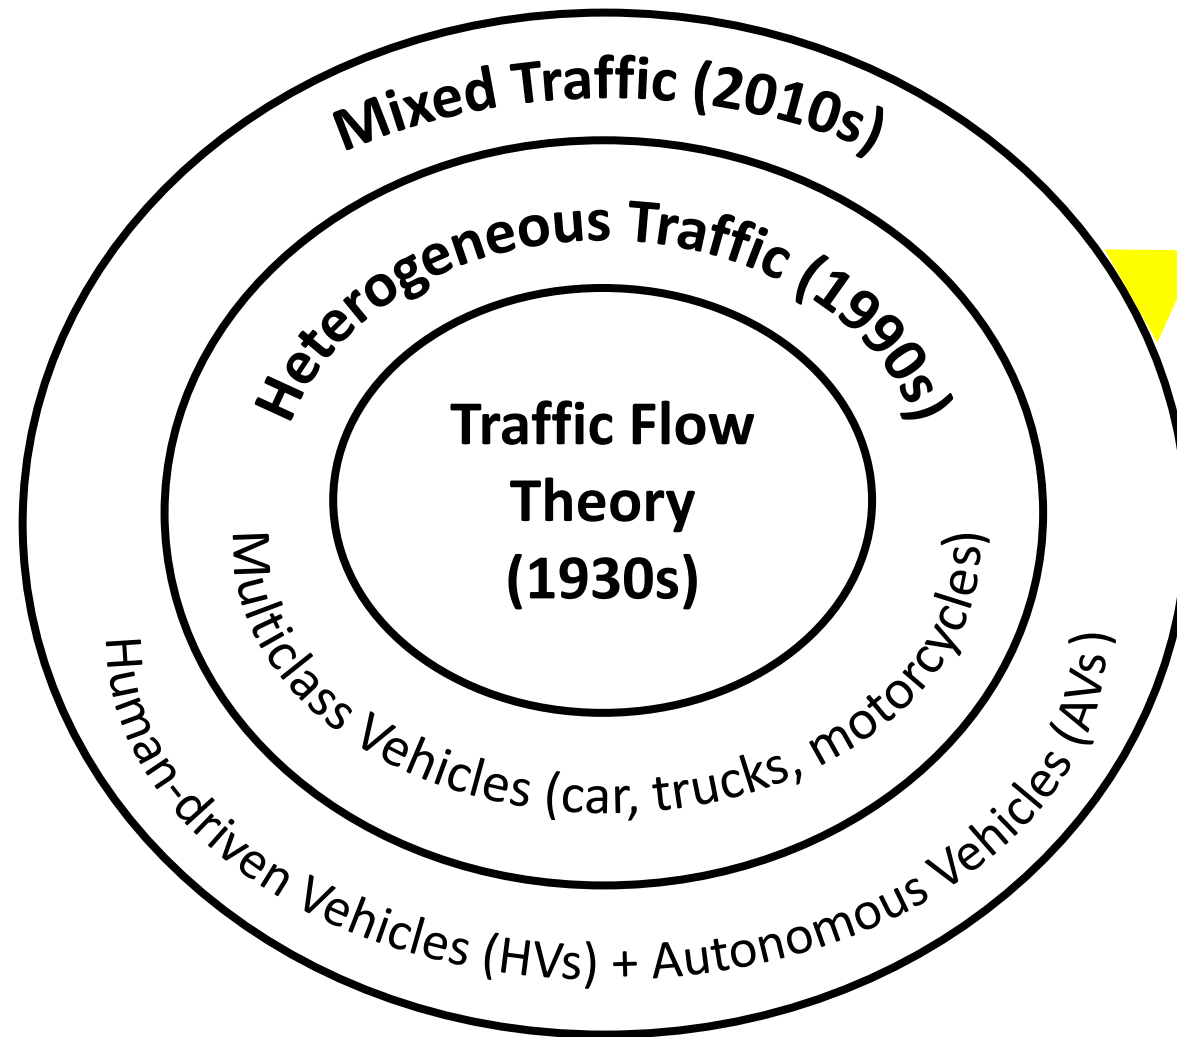 Mixed Traffic (2010s)
Heterogeneous Traffic (1990s)
Traffic Flow
Theory
(1930s)
Multiclass Vehicles (car, trucks, motorcycles)
Human-driven Vehicles (HVs) + Autonomous Vehicles (AVs)